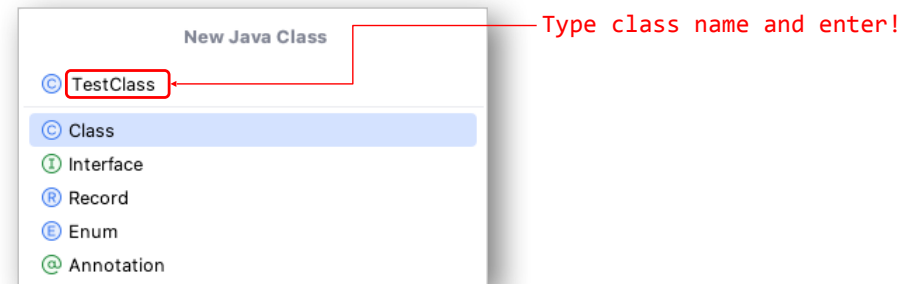 New Java Class
Type class name and enter!
C TestClass
C Class
I Interface
R Record
E Enum
@ Annotation